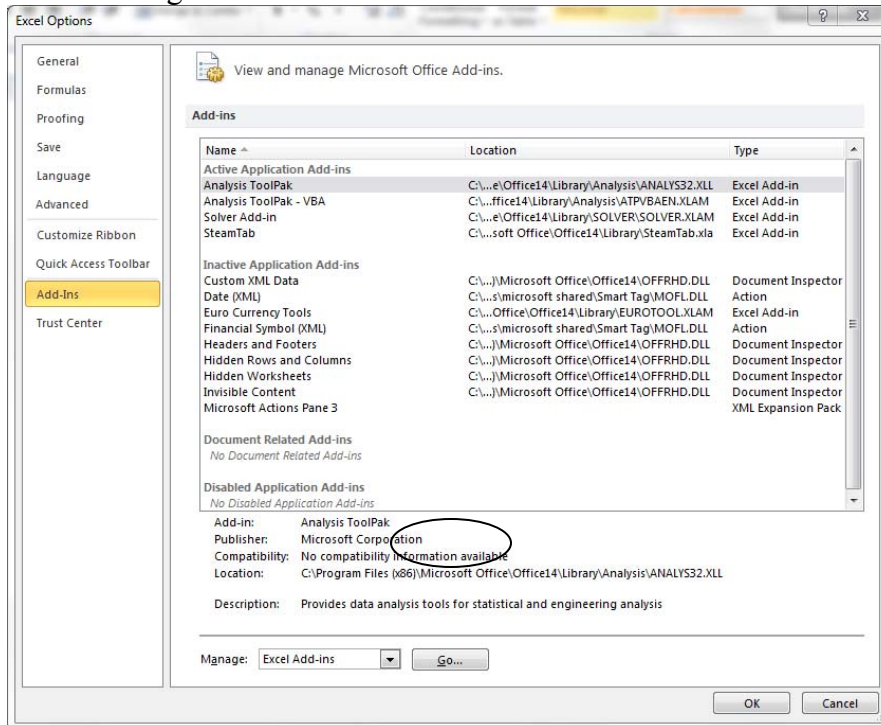 Excel Options
General
Formulas
Proofing
Save
Language
Advanced
Customize Ribbon
Quick Access Toolbar
Add-Ins
Trust Center
View and manage Microsoft Office Add-ins.
Add-ins
Name Location Type
Active Application Add-ins
Analysis ToolPak C:\...e\Office14\Library\Analysis\ANALYS32.XLL Excel Add-in
Analysis ToolPak - VBA C:\...ffice14\Library\Analysis\ATPVBAEN.XLAM Excel Add-in
Solver Add-in C:\...e\Office14\Library\SOLVER\SOLVER.XLAM Excel Add-in
SteamTab C:\...soft Office\Office14\Library\SteamTab.xla Excel Add-in
Inactive Application Add-ins
Custom XML Data C:\...)\Microsoft Office\Office14\OFFRHD.DLL Document Inspector
Date (XML) C:\...s\microsoft shared\Smart Tag\MOFL.DLL Action
Euro Currency Tools C:\...Office\Office14\Library\EUROTOOL.XLAM Excel Add-in
Financial Symbol (XML) C:\...s\microsoft shared\Smart Tag\MOFL.DLL Action
Headers and Footers C:\...)\Microsoft Office\Office14\OFFRHD.DLL Document Inspector
Hidden Rows and Columns C:\...)\Microsoft Office\Office14\OFFRHD.DLL Document Inspector
Hidden Worksheets C:\...)\Microsoft Office\Office14\OFFRHD.DLL Document Inspector
Invisible Content C:\...)\Microsoft Office\Office14\OFFRHD.DLL Document Inspector
Microsoft Actions Pane 3 XML Expansion Pack
Document Related Add-ins
No Document Related Add-ins
Disabled Application Add-ins
No Disabled Application Add-ins
Add-in: Analysis ToolPak
Publisher: Microsoft Corporation
Compatibility: No compatibility information available
Location: C:\Program Files (x86)\Microsoft Office\Office14\Library\Analysis\ANALYS32.XLL
Description: Provides data analysis tools for statistical and engineering analysis
Manage: Excel Add-ins Go...
OK Cancel